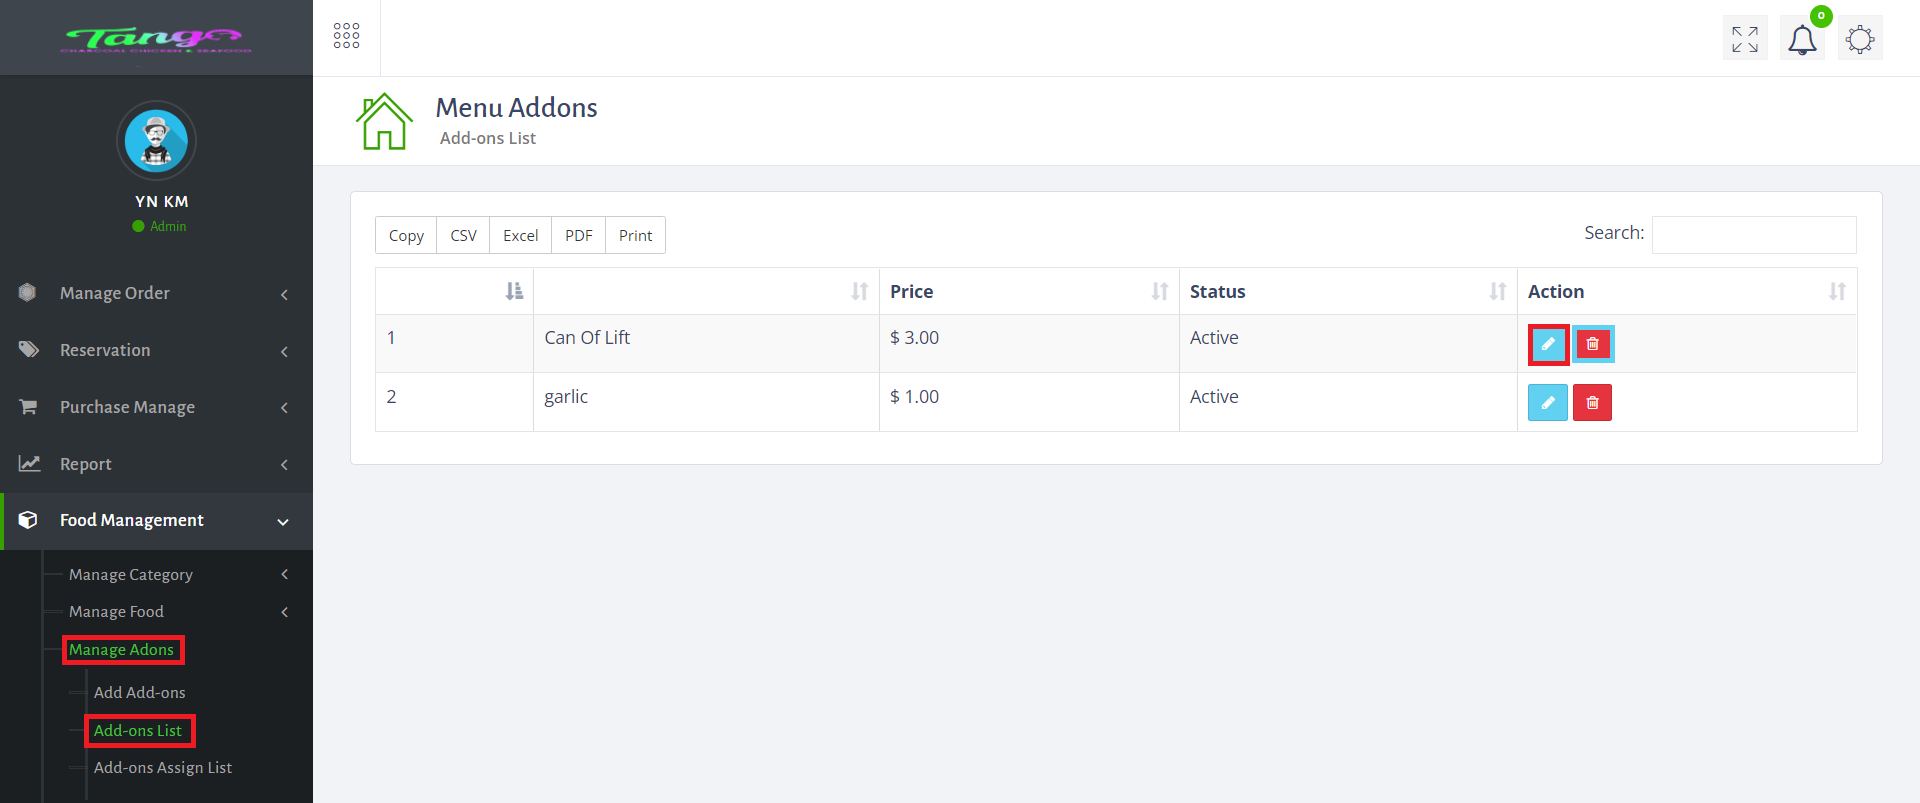 Tango
CHARCOAL CHICKEN & SEAFOOD
0
YN KM
Admin
Manage Order
Reservation
Purchase Manage
Report
Food Management
Manage Category
Manage Food
Manage Adons
Add Add-ons
Add-ons List
Add-ons Assign List
Menu Addons
Add-ons List
Copy CSV Excel PDF Print
Search:
Price Status Action
1 Can Of Lift $ 3.00 Active
2 garlic $ 1.00 Active